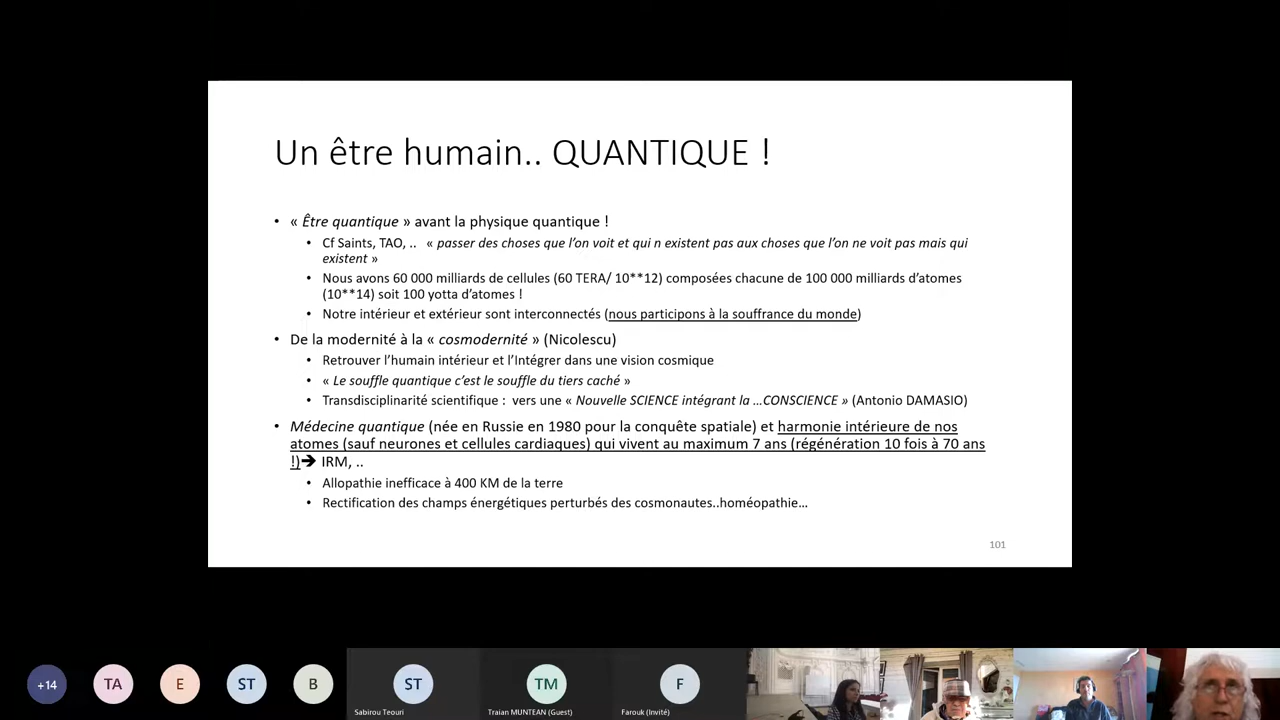 Un être humain.. QUANTIQUE !
• « Être quantique » avant la physique quantique !
• Cf Saints, TAO, .. « passer des choses que l’on voit et qui n existent pas aux choses que l’on ne voit pas mais qui
existent »
• Nous avons 60 000 milliards de cellules (60 TERA/ 10**12) composées chacune de 100 000 milliards d’atomes
(10**14) soit 100 yotta d’atomes !
• Notre intérieur et extérieur sont interconnectés (nous participons à la souffrance du monde)
• De la modernité à la « cosmodernité » (Nicolescu)
• Retrouver l’humain intérieur et l’Intégrer dans une vision cosmique
• « Le souffle quantique c’est le souffle du tiers caché »
• Transdisciplinarité scientifique : vers une « Nouvelle SCIENCE intégrant la …CONSCIENCE » (Antonio DAMASIO)
• Médecine quantique (née en Russie en 1980 pour la conquête spatiale) et harmonie intérieure de nos
atomes (sauf neurones et cellules cardiaques) qui vivent au maximum 7 ans (régénération 10 fois à 70 ans
!)➔ IRM, ..
• Allopathie inefficace à 400 KM de la terre
• Rectification des champs énergétiques perturbés des cosmonautes..homéopathie…
101
+14 TA E ST B ST TM F
Sabirou Teouri Traian MUNTEAN (Guest) Farouk (Invité)